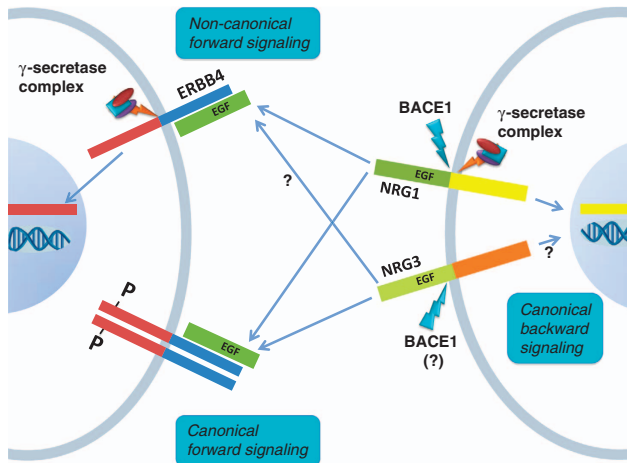 Non-canonical
forward signaling
γ-secretase
complex
ERBB4
EGF
BACE1
γ-secretase
complex
EGF
NRG1
?
NRG3
EGF
?
BACE1
(?)
Canonical
backward
signaling
P
P
EGF
Canonical
forward signaling